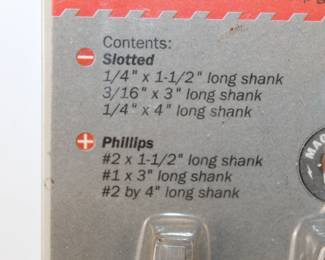 Contents:
Slotted
1/4" x 1-1/2" long shank
3/16" x 3" long shank
1/4" x 4" long shank
Phillips
#2 x 1-1/2" long shank
#1 x 3" long shank
#2 by 4" long shank